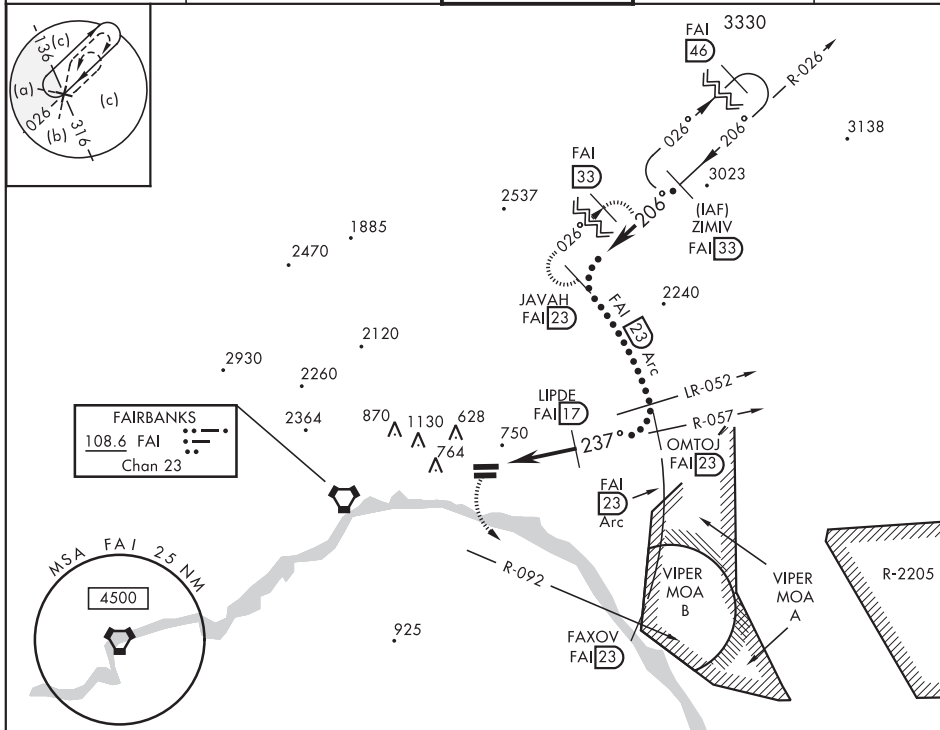 136
(c)
(a)
(c)
026
(b)
316
FAI
46
3330
R-026
026°
206°
3138
FAI
33
3023
2537
206°
(IAF)
ZIMIV
FAI 33
026°
1885
2470
JAVAH
FAI 23
FAI 23 Arc
2240
2120
2930
2260
LIPDE
FAI 17
LR-052
R-057
FAIRBANKS
108.6 FAI
Chan 23
2364
870
1130
628
764
750
237°
OMTOJ
FAI 23
FAI
23
Arc
MSA FAI 25 NM
4500
R-092
VIPER
MOA
B
VIPER
MOA
A
R-2205
925
FAXOV
FAI 23